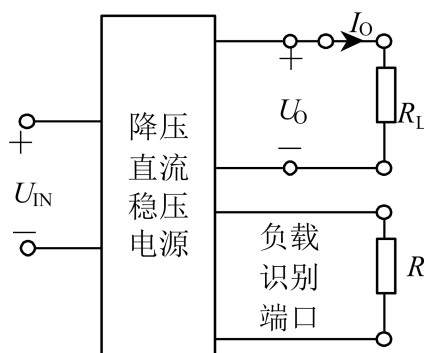 I_O
+
U_O
−
R_L
+
U_IN
−
降压
直流
稳压
电源
负载
识别
端口
R